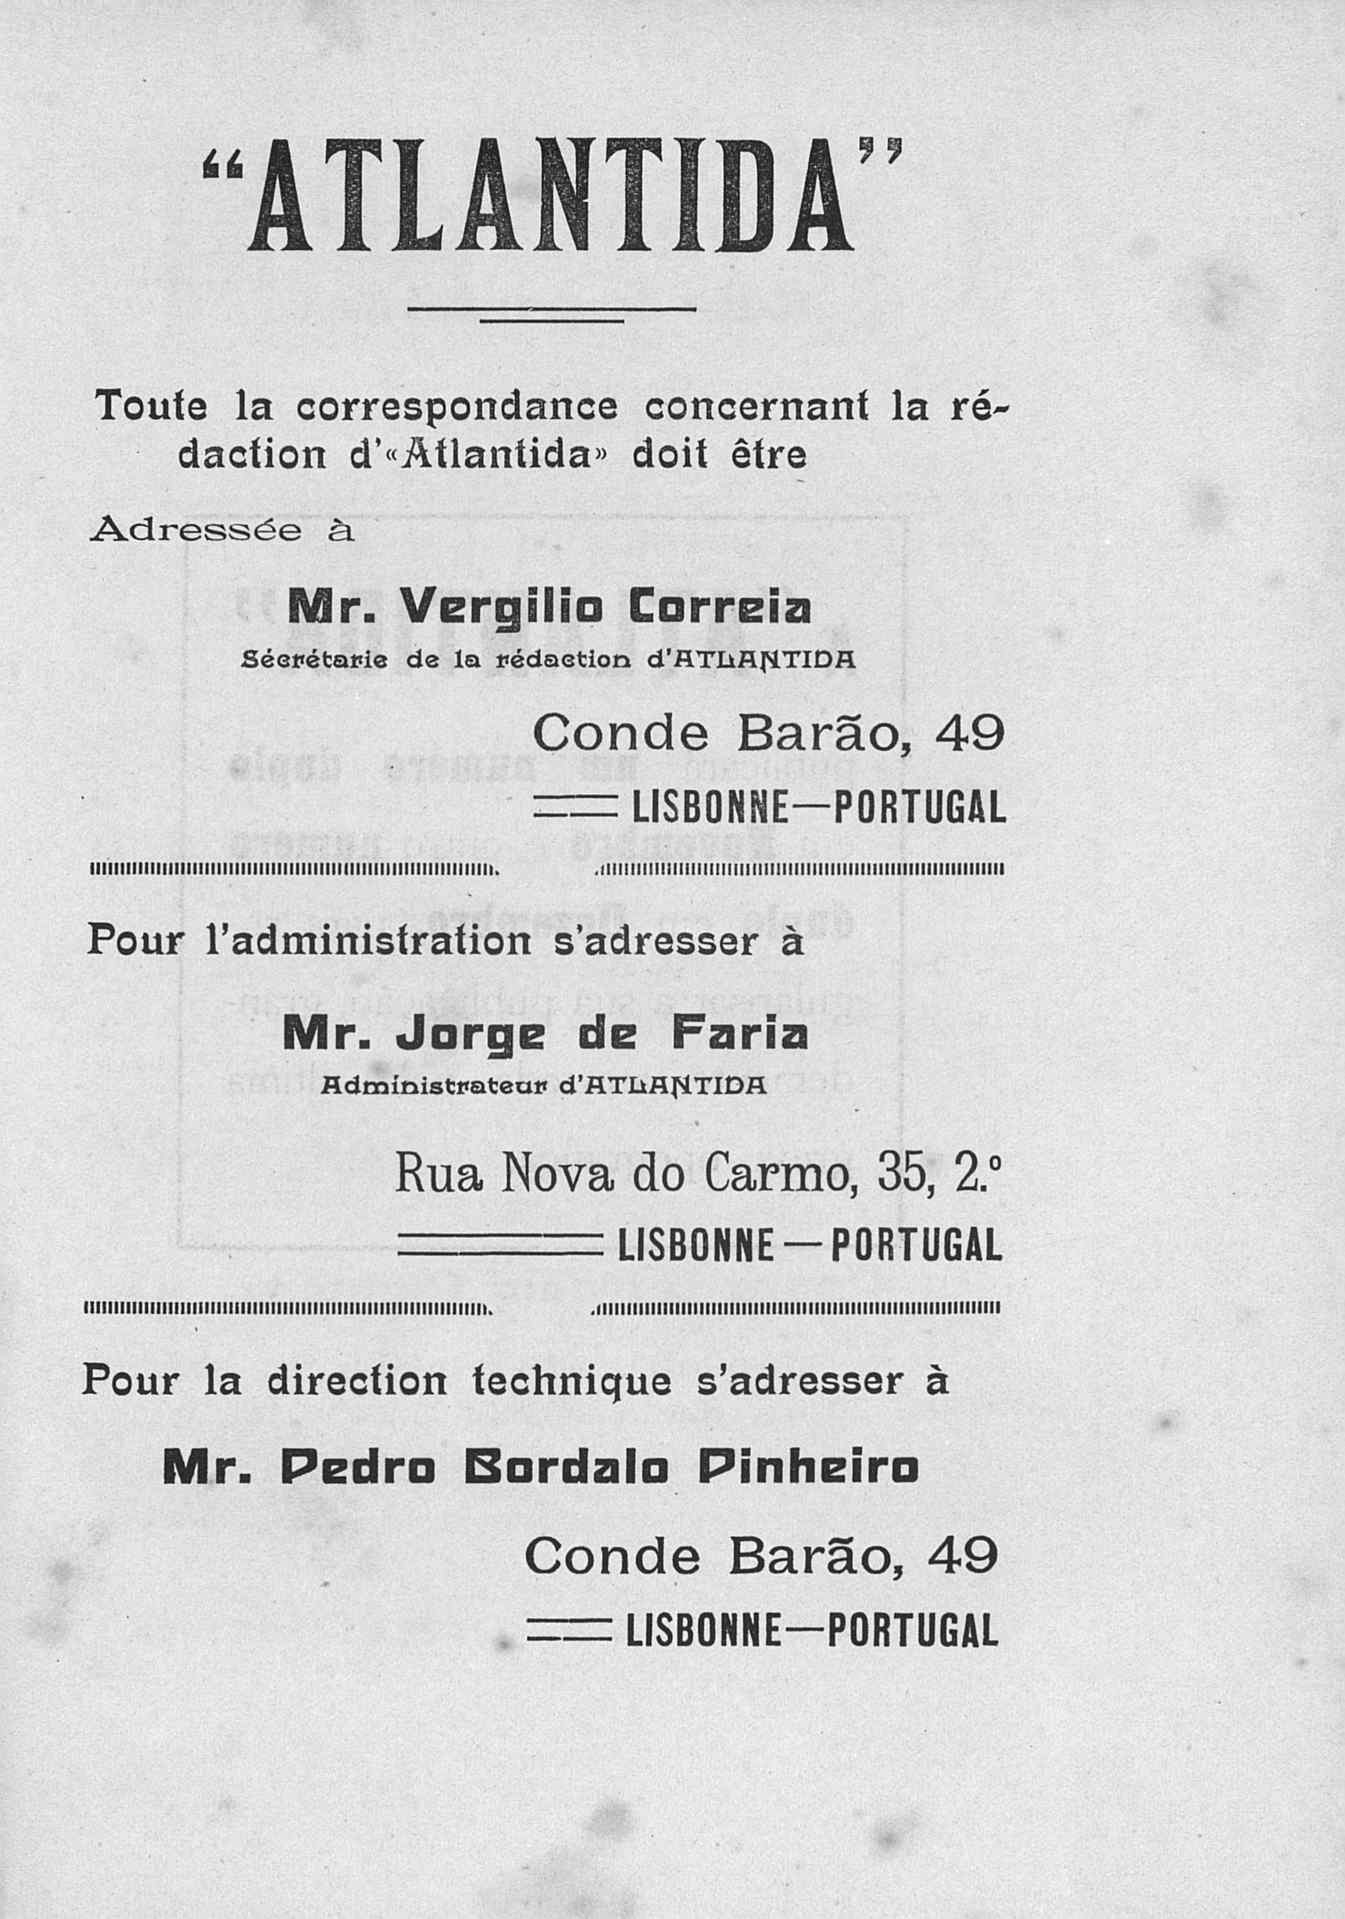 “ATLANTIDA”
Toute la correspondance concernant la ré-
daction d’«Atlantida» doit être
Adressée à
Mr. Vergilio Correia
Sécrétarie de la rédaction d’ATLANTIDA
Conde Barão, 49
LISBONNE—PORTUGAL
Pour l’administration s’adresser à
Mr. Jorge de Faria
Administrateur d’ATLANTIDA
Rua Nova do Carmo, 35, 2.º
LISBONNE—PORTUGAL
Pour la direction technique s’adresser à
Mr. Pedro Bordalo Pinheiro
Conde Barão, 49
LISBONNE—PORTUGAL